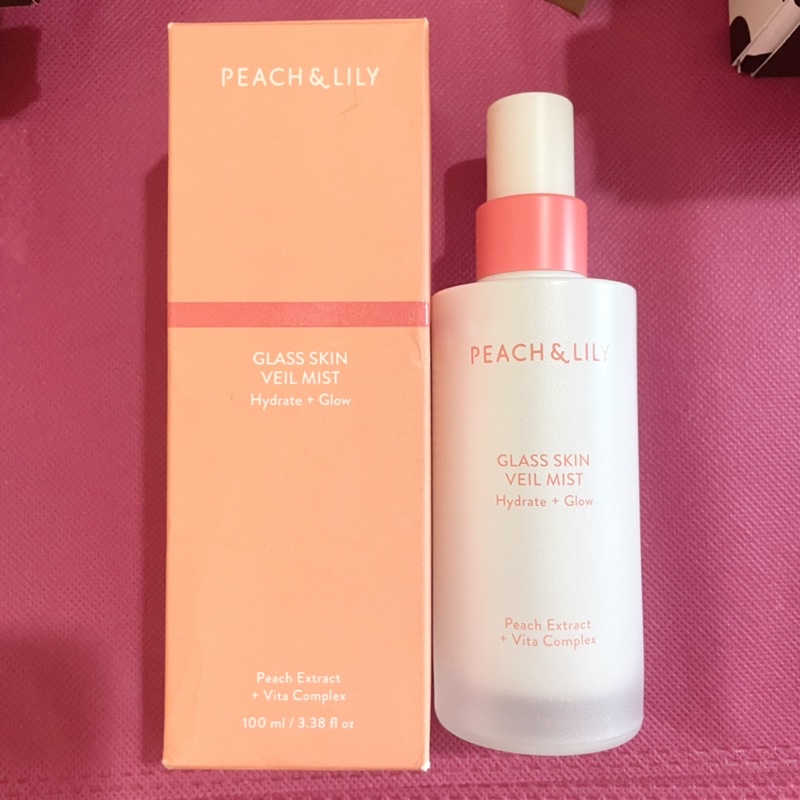 PEACH & LILY
GLASS SKIN
VEIL MIST
Hydrate + Glow
Peach Extract
+ Vita Complex
100 ml / 3.38 fl oz
PEACH & LILY
GLASS SKIN
VEIL MIST
Hydrate + Glow
Peach Extract
+ Vita Complex